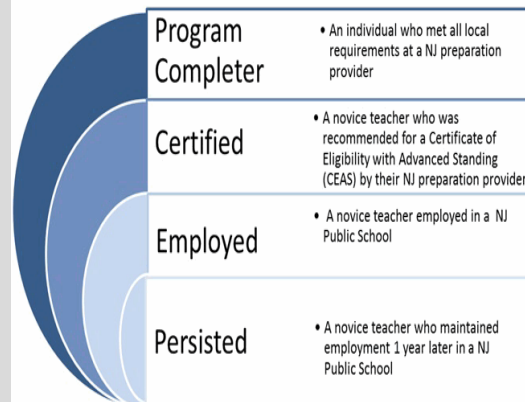 Program
Completer
• An individual who met all local
requirements at a NJ preparation
provider
Certified
• A novice teacher who was
recommended for a Certificate of
Eligibility with Advanced Standing
(CEAS) by their NJ preparation provider
Employed
• A novice teacher employed in a NJ
Public School
Persisted
• A novice teacher who maintained
employment 1 year later in a NJ
Public School